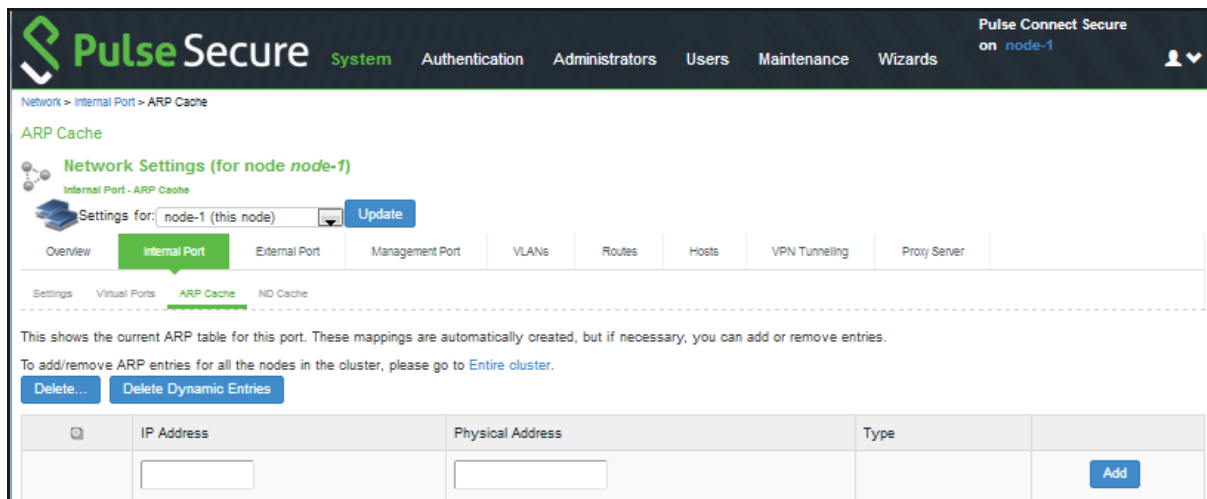 Pulse Secure System Authentication Administrators Users Maintenance Wizards
Pulse Connect Secure
on node-1
Network > Internal Port > ARP Cache
ARP Cache
Network Settings (for node node-1)
Internal Port - ARP Cache
Settings for: node-1 (this node) Update
Overview Internal Port External Port Management Port VLANs Routes Hosts VPN Tunneling Proxy Server
Settings Virtual Ports ARP Cache ND Cache
This shows the current ARP table for this port. These mappings are automatically created, but if necessary, you can add or remove entries.
To add/remove ARP entries for all the nodes in the cluster, please go to Entire cluster.
Delete... Delete Dynamic Entries
IP Address Physical Address Type
Add